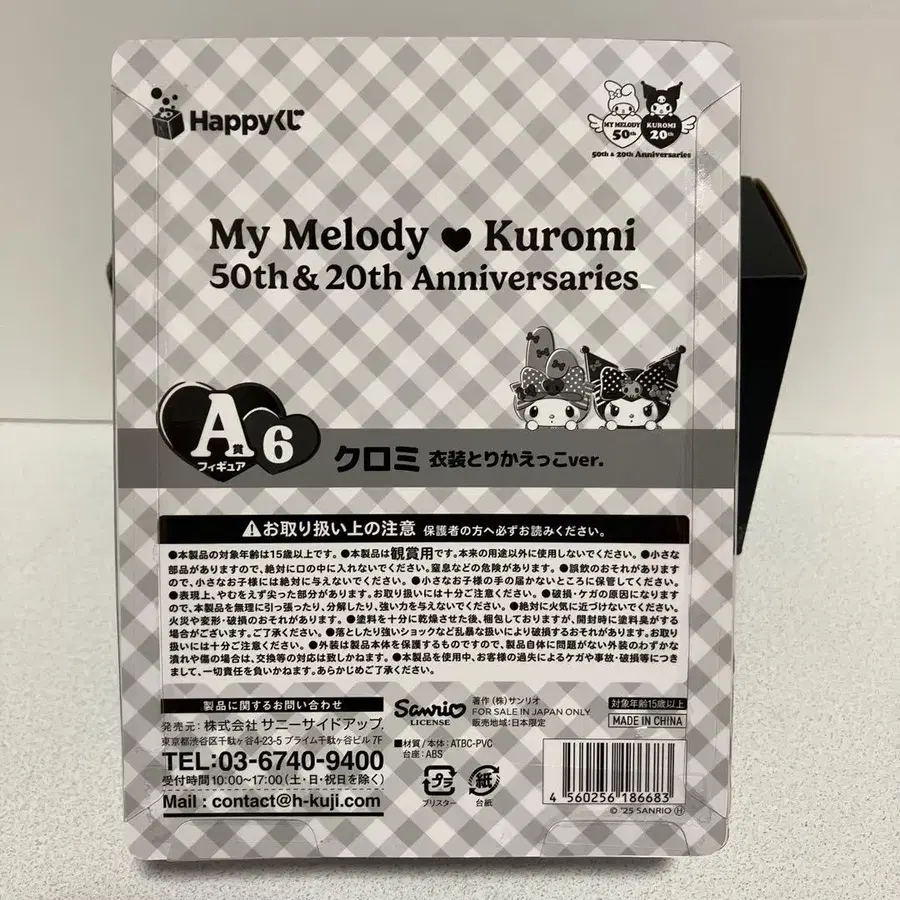 Happyくじ
MY MELODY 50th
KUROMI 20th
50th & 20th Anniversaries
My Melody ♥ Kuromi
50th & 20th Anniversaries
A賞 6
フィギュア
クロミ 衣装とりかえっこver.
⚠お取り扱い上の注意 保護者の方へ必ずお読みください。
●本製品の対象年齢は15歳以上です。●本製品は観賞用です。本来の用途以外に使用しないでください。●小さな
部品がありますので、絶対に口の中に入れないでください。窒息などの危険があります。●誤飲のおそれがあります
ので、小さなお子様には絶対に与えないでください。●小さなお子様の手の届かないところに保管してください。
●表現上、やむをえず尖った部分があります。お取り扱いには十分ご注意ください。●破損・ケガの原因になります
ので、本製品を無理に引っ張ったり、分解したり、強い力を与えないでください。●絶対に火気に近づけないでください。
火災や変形・破損のおそれがあります。●塗料を十分に乾燥させた後、梱包しておりますが、開封時に塗料臭がする
場合がございます。ご了承ください。●落としたり強いショックなど乱暴な扱いにより破損するおそれがあります。お取り
扱いには十分ご注意ください。●外装は製品本体を保護するものですので、製品自体に問題がない外装のわずかな
潰れや傷の場合は、交換等の対応は致しかねます。●本製品を使用中、お客様の過失によるケガや事故・破損等につき
まして、一切責任を負いかねます。あらかじめご了承ください。
製品に関するお問い合わせ
発売元：株式会社 サニーサイドアップ
東京都渋谷区千駄ヶ谷4-23-5 プライム千駄ヶ谷ビル 7F
TEL:03-6740-9400
受付時間 10:00~17:00（土・日・祝日を除く）
Mail : contact@h-kuji.com
Sanrio
LICENSE
著作 (株)サンリオ
FOR SALE IN JAPAN ONLY
販売地域:日本限定
■材質/本体：ATBC-PVC
台座：ABS
プラ
ブリスター
紙
台紙
対象年齢15歳以上
MADE IN CHINA
4 560256 186683
© '25 SANRIO Ⓗ